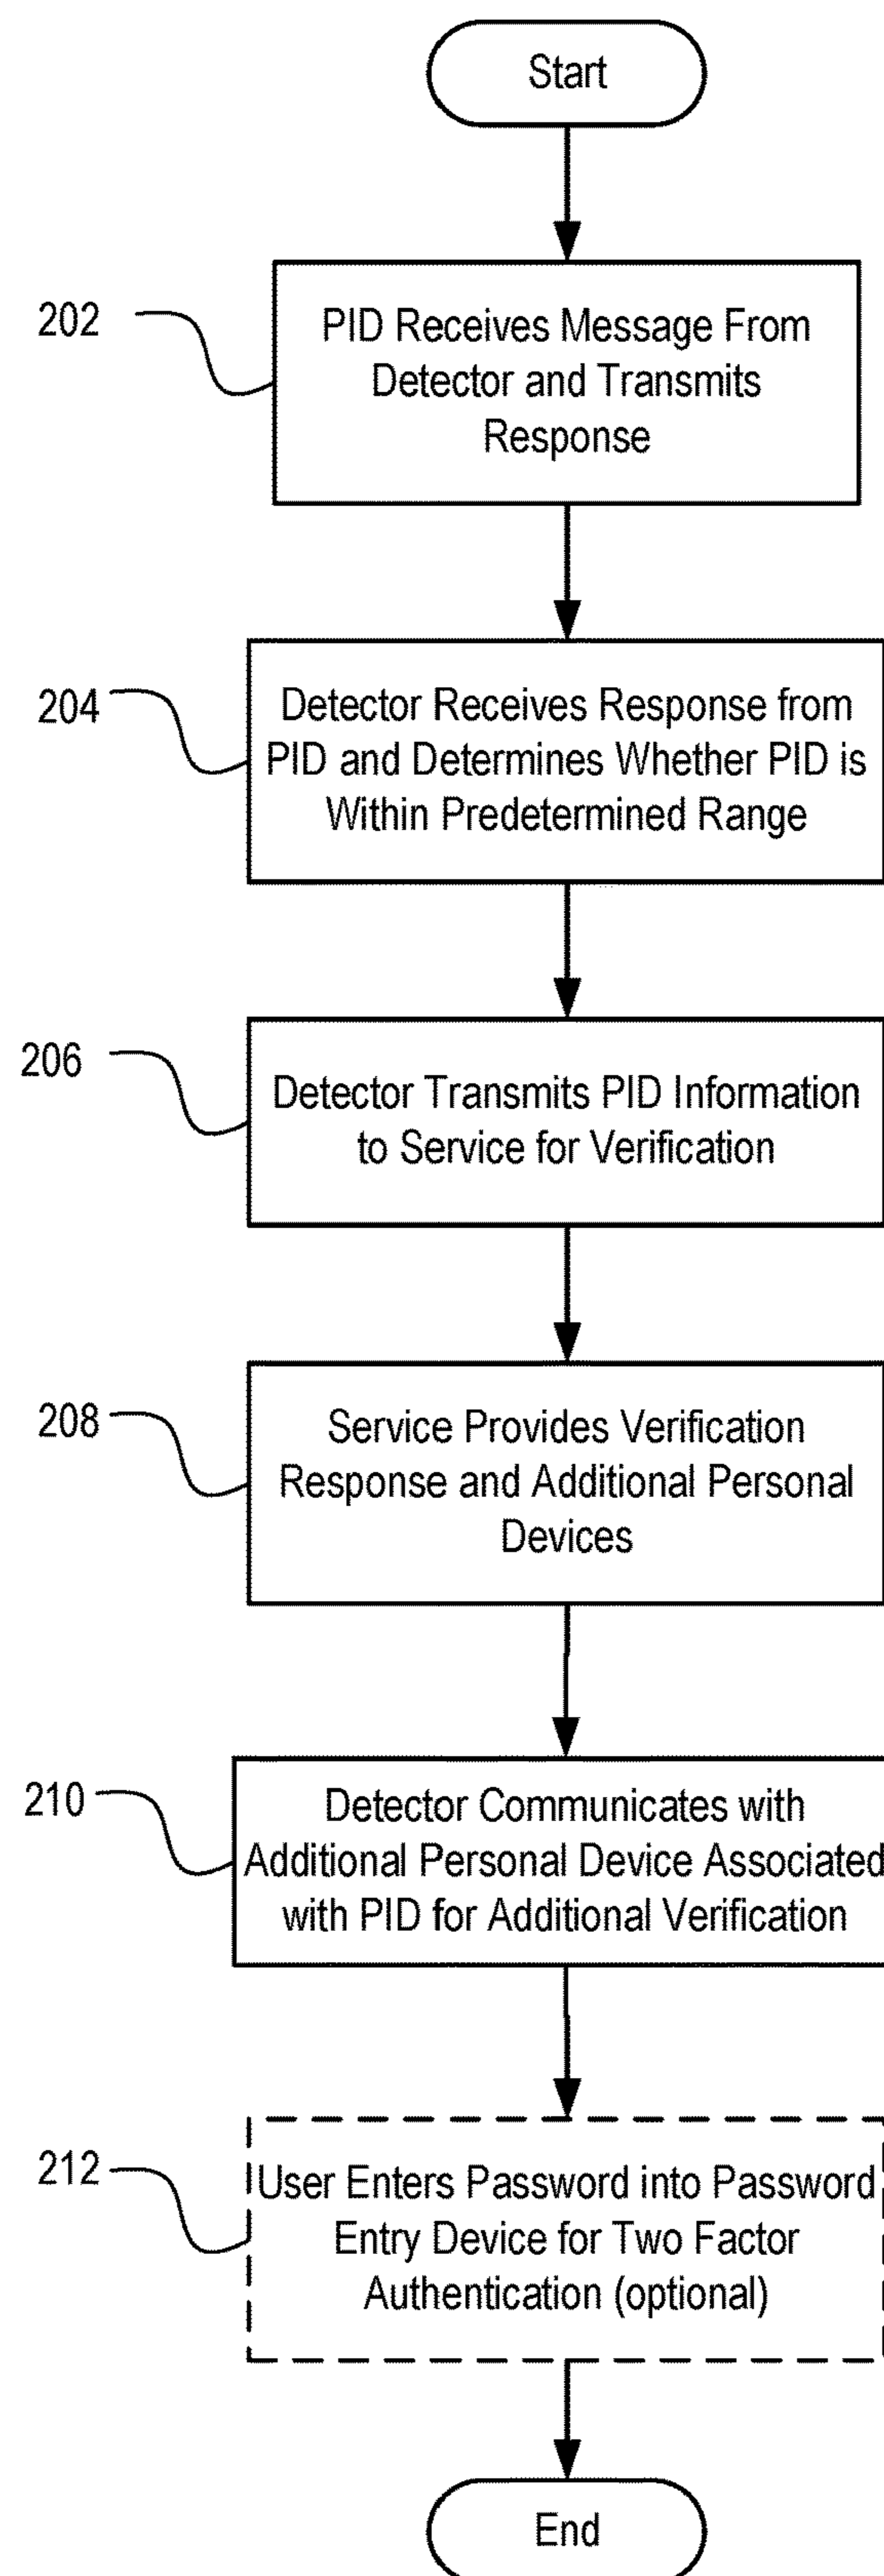 Start
202
PID Receives Message From
Detector and Transmits
Response
204
Detector Receives Response from
PID and Determines Whether PID is
Within Predetermined Range
206
Detector Transmits PID Information
to Service for Verification
208
Service Provides Verification
Response and Additional Personal
Devices
210
Detector Communicates with
Additional Personal Device Associated
with PID for Additional Verification
212
User Enters Password into Password
Entry Device for Two Factor
Authentication (optional)
End